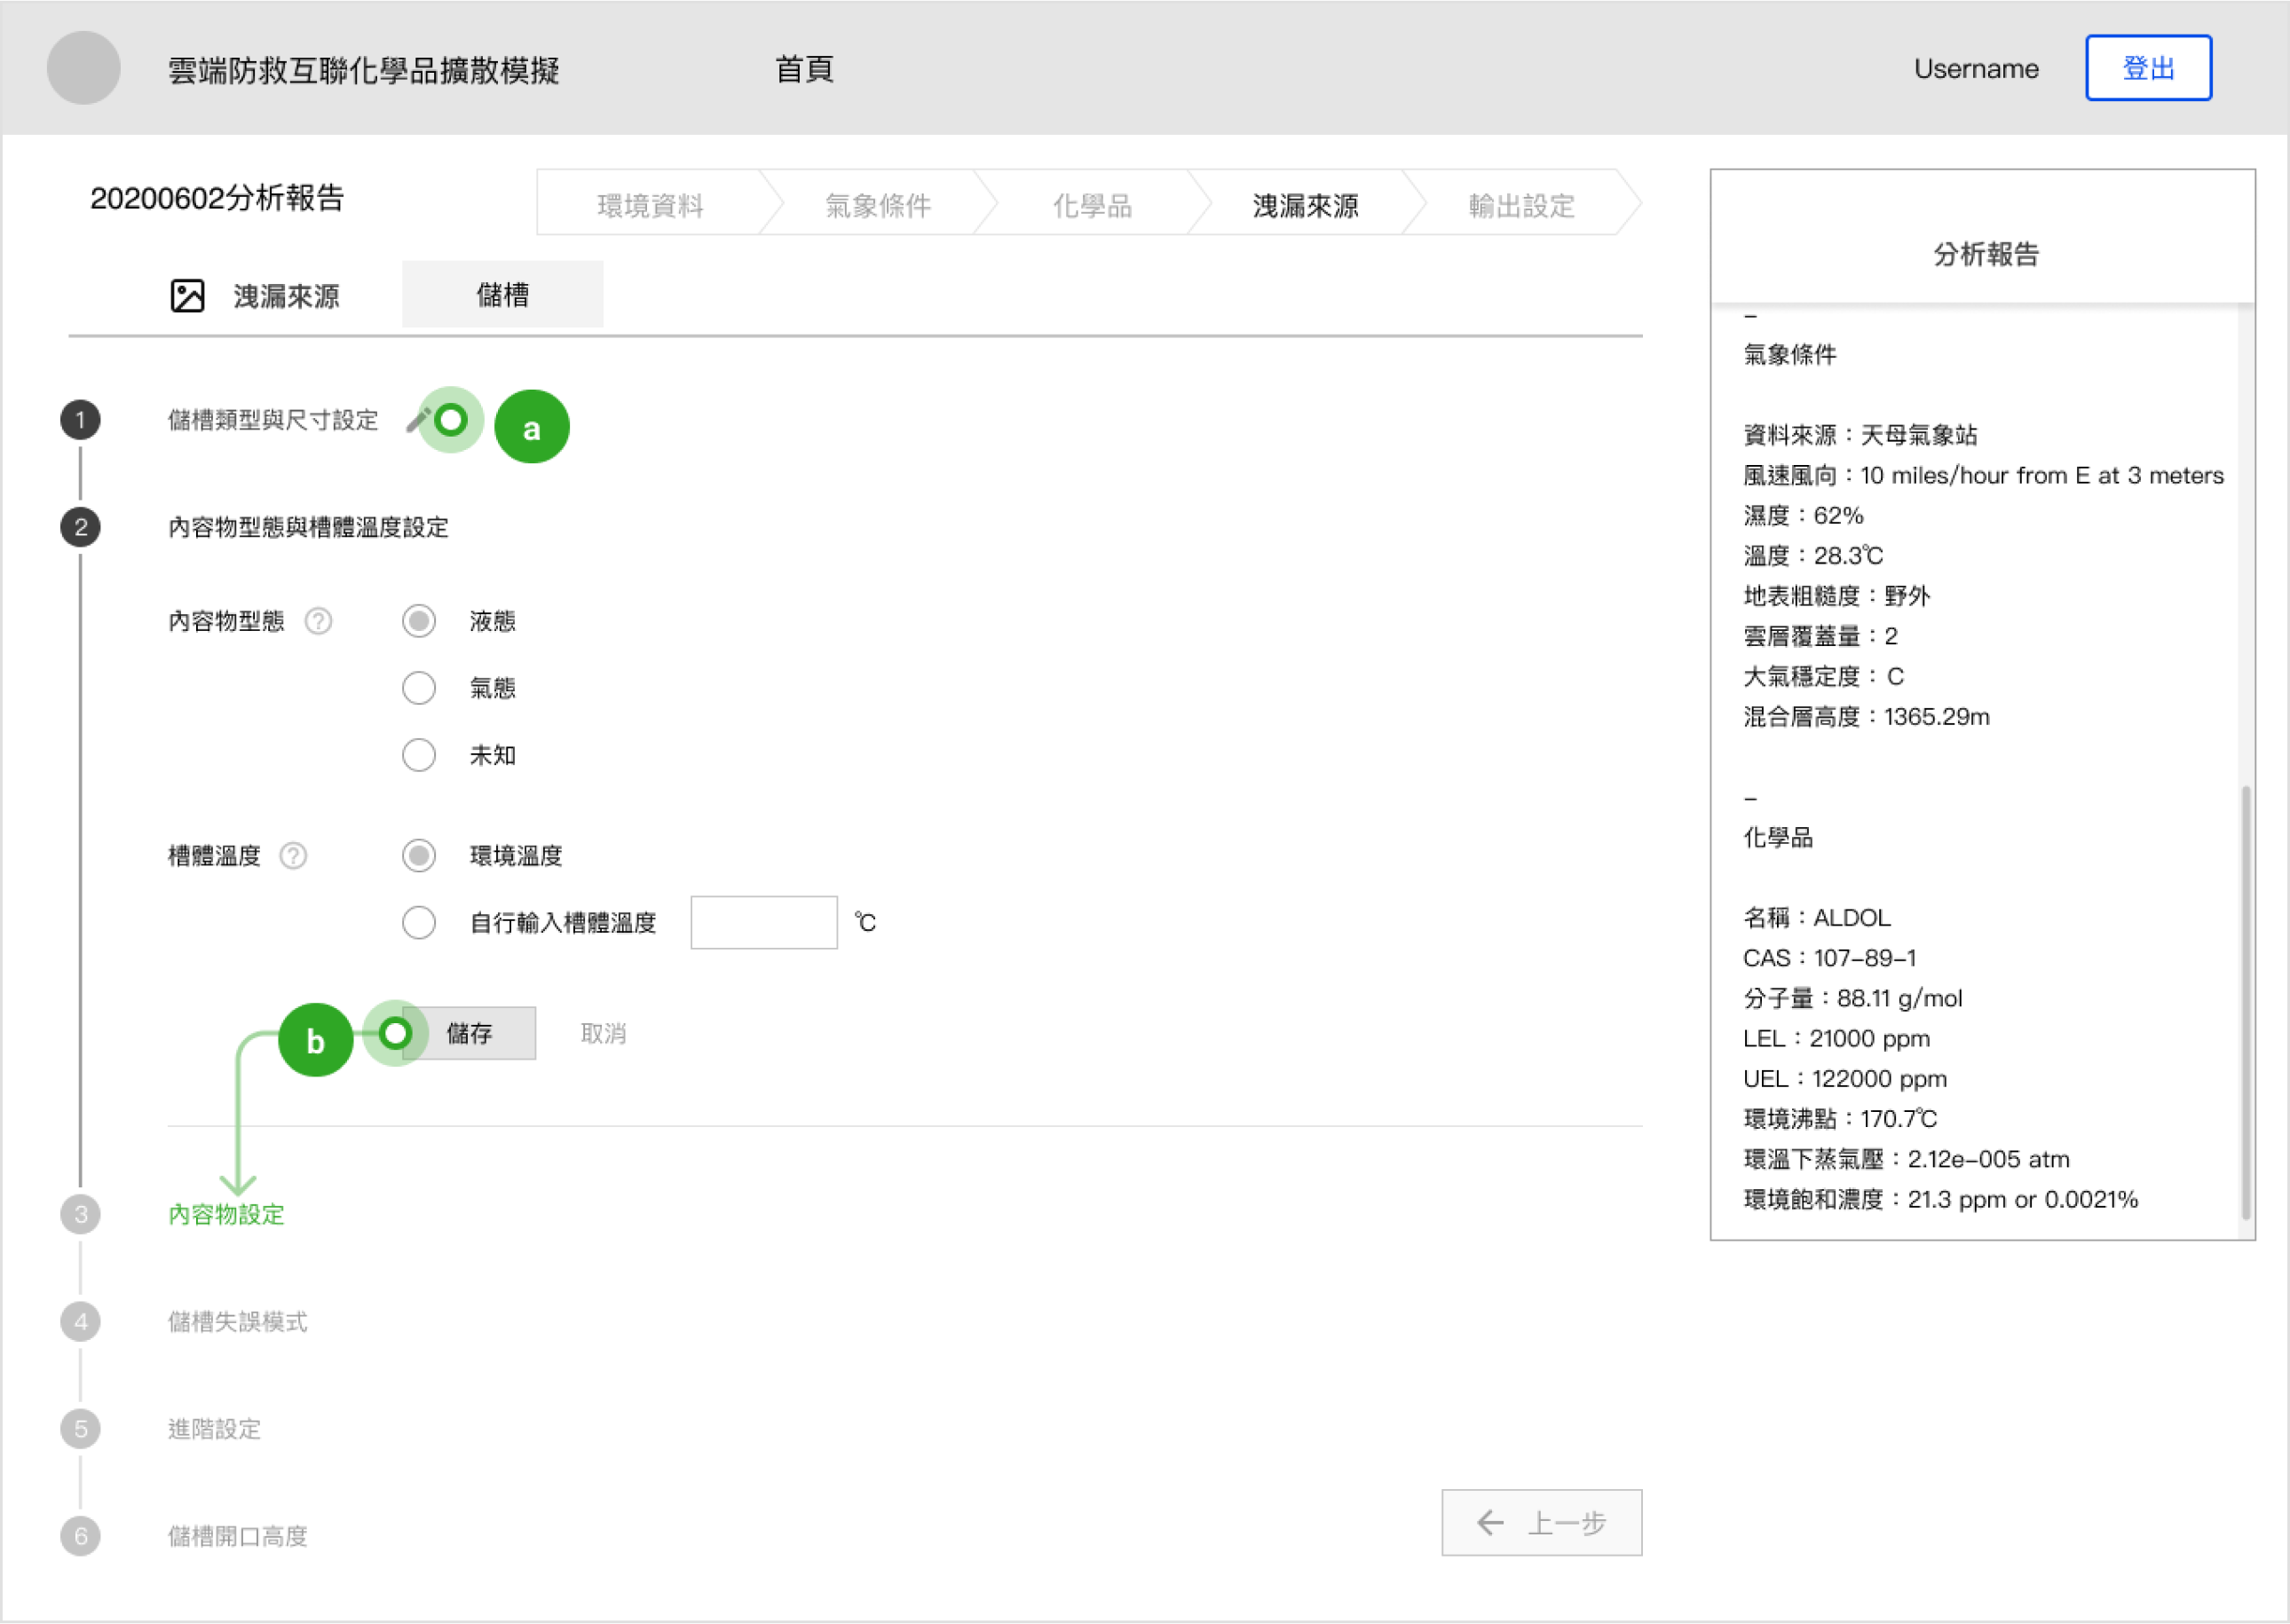 雲端防救互聯化學品擴散模擬
首頁
Username
登出
20200602分析報告
環境資料
氣象條件
化學品
洩漏來源
輸出設定
洩漏來源
儲槽
1
儲槽類型與尺寸設定
a
2
內容物型態與槽體溫度設定
內容物型態 ?
液態
氣態
未知
槽體溫度 ?
環境溫度
自行輸入槽體溫度 ℃
b
儲存
取消
3
內容物設定
4
儲槽失誤模式
5
進階設定
6
儲槽開口高度
← 上一步
分析報告
–
氣象條件
資料來源：天母氣象站
風速風向：10 miles/hour from E at 3 meters
濕度：62%
溫度：28.3℃
地表粗糙度：野外
雲層覆蓋量：2
大氣穩定度：C
混合層高度：1365.29m
–
化學品
名稱：ALDOL
CAS：107–89–1
分子量：88.11 g/mol
LEL：21000 ppm
UEL：122000 ppm
環境沸點：170.7℃
環溫下蒸氣壓：2.12e–005 atm
環境飽和濃度：21.3 ppm or 0.0021%